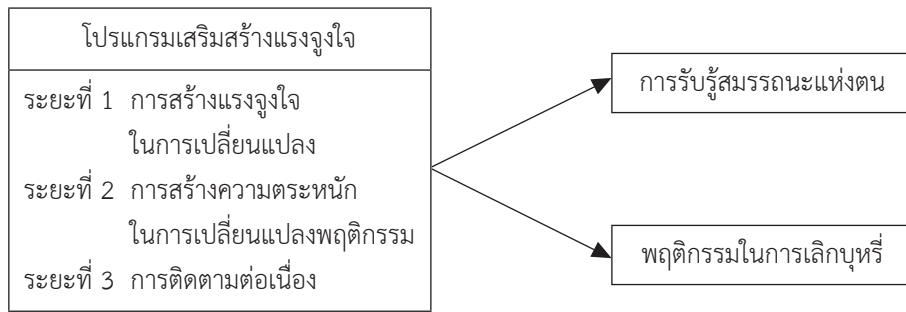 โปรแกรมเสริมสร้างแรงจูงใจ
ระยะที่ 1 การสร้างแรงจูงใจ
ในการเปลี่ยนแปลง
ระยะที่ 2 การสร้างความตระหนัก
ในการเปลี่ยนแปลงพฤติกรรม
ระยะที่ 3 การติดตามต่อเนื่อง
การรับรู้สมรรถนะแห่งตน
พฤติกรรมในการเลิกบุหรี่